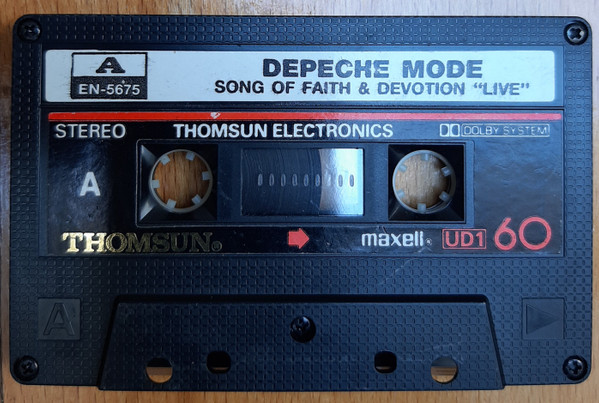 A
EN-5675
DEPECHE MODE
SONG OF FAITH & DEVOTION "LIVE"
STEREO
THOMSUN ELECTRONICS
DOLBY SYSTEM
A
THOMSUN®
maxell®
UD1
60
A